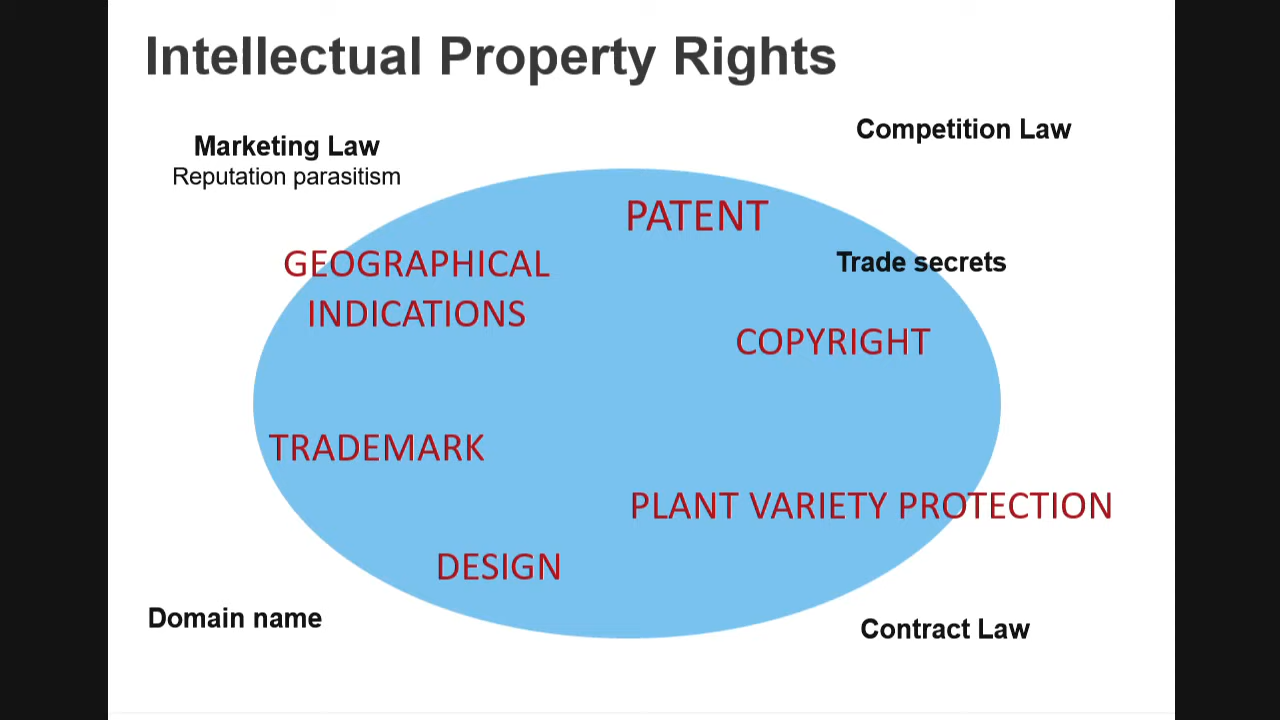 Intellectual Property Rights
Marketing Law
Reputation parasitism
Competition Law
PATENT
GEOGRAPHICAL
INDICATIONS
Trade secrets
COPYRIGHT
TRADEMARK
PLANT VARIETY PROTECTION
DESIGN
Domain name
Contract Law